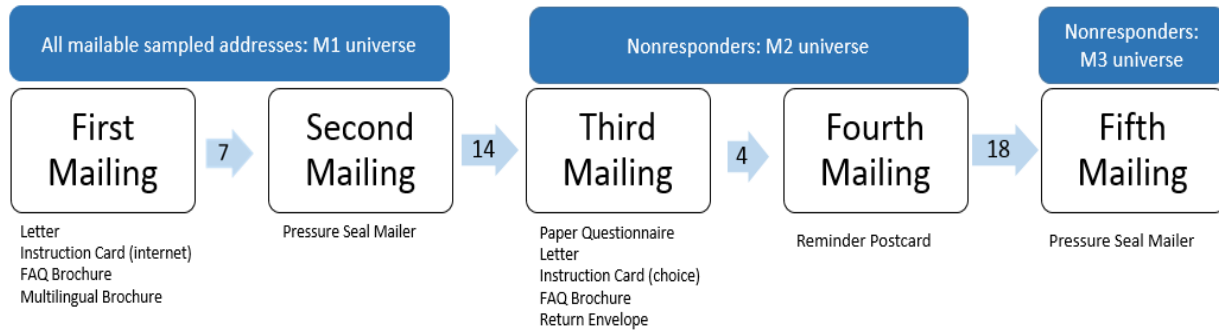 All mailable sampled addresses: M1 universe
Nonresponders: M2 universe
Nonresponders:
M3 universe
First
Mailing
7
Second
Mailing
14
Third
Mailing
4
Fourth
Mailing
18
Fifth
Mailing
Letter
Instruction Card (internet)
FAQ Brochure
Multilingual Brochure
Pressure Seal Mailer
Paper Questionnaire
Letter
Instruction Card (choice)
FAQ Brochure
Return Envelope
Reminder Postcard
Pressure Seal Mailer